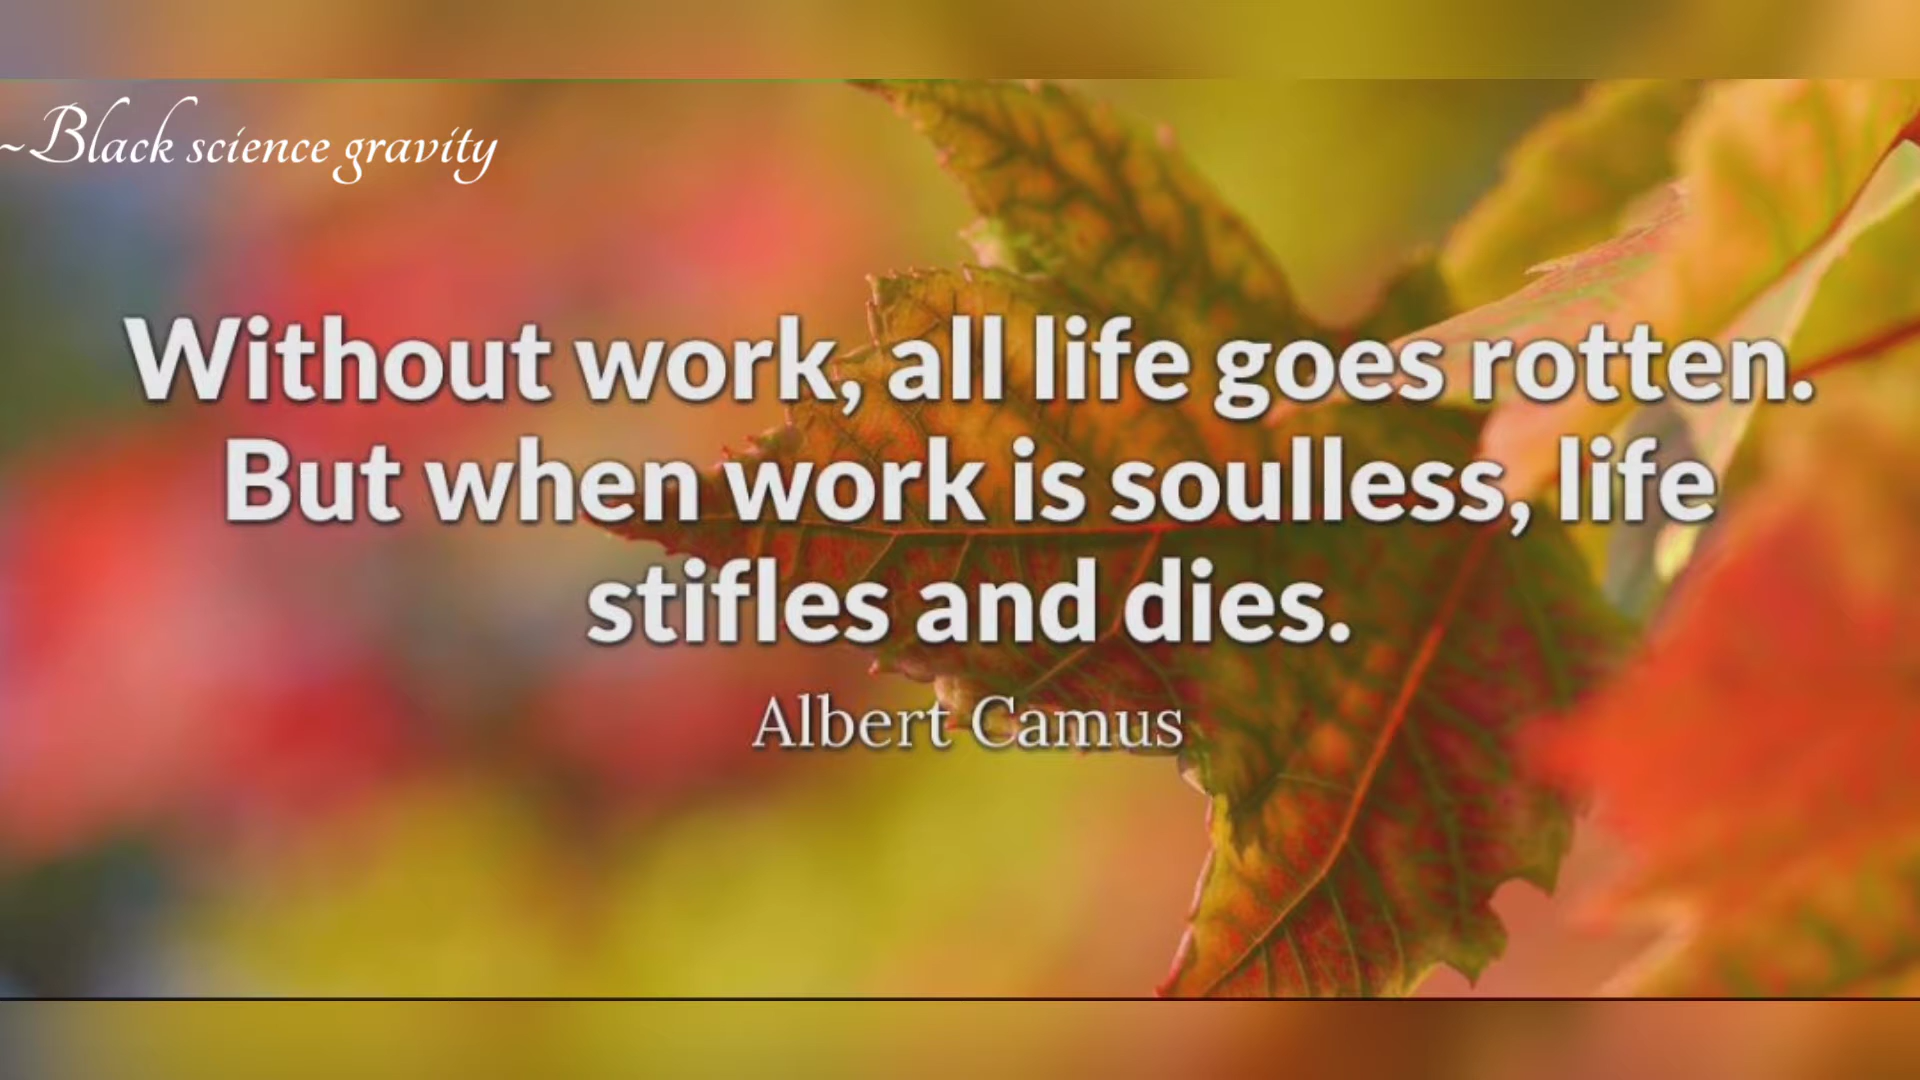 ~Black science gravity
Without work, all life goes rotten.
But when work is soulless, life
stifles and dies.
Albert Camus